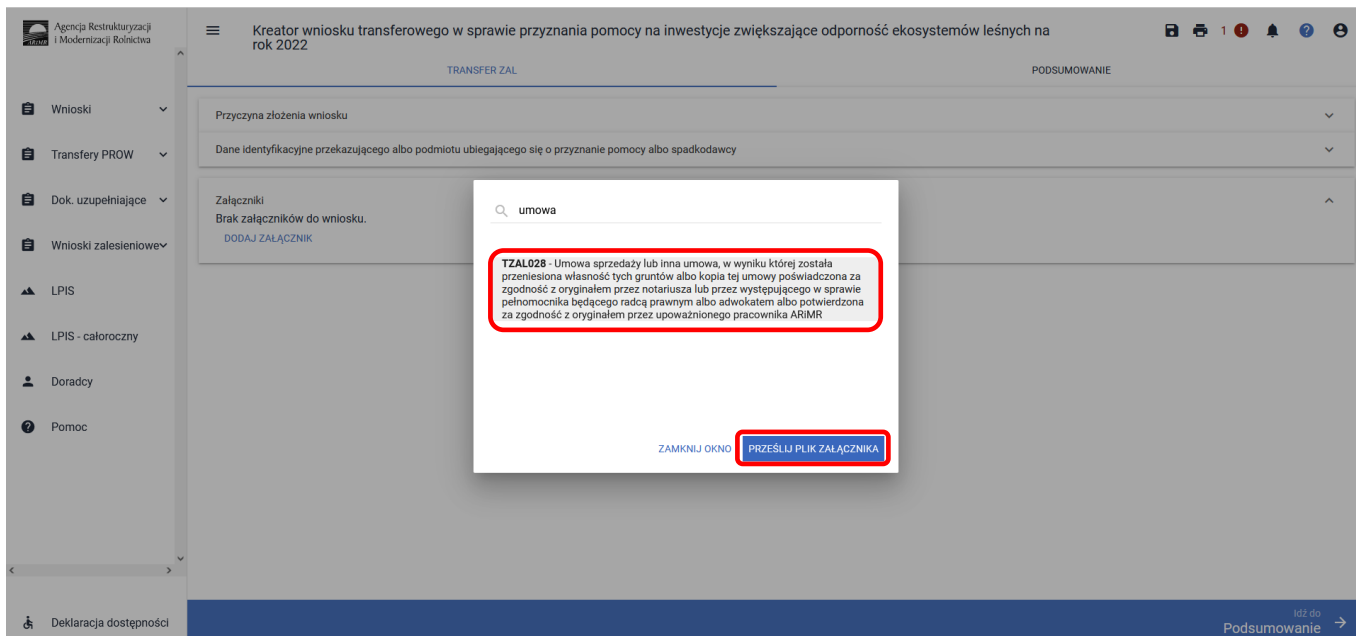 Agencja Restrukturyzacji
i Modernizacji Rolnictwa
ARiMR
Kreator wniosku transferowego w sprawie przyznania pomocy na inwestycje zwiększające odporność ekosystemów leśnych na
rok 2022
1
TRANSFER ZAL
PODSUMOWANIE
Wnioski
Transfery PROW
Dok. uzupełniające
Wnioski zalesieniowe
LPIS
LPIS - całoroczny
Doradcy
Pomoc
Deklaracja dostępności
Przyczyna złożenia wniosku
Dane identyfikacyjne przekazującego albo podmiotu ubiegającego się o przyznanie pomocy albo spadkodawcy
Załączniki
Brak załączników do wniosku.
DODAJ ZAŁĄCZNIK
umowa
TZAL028 - Umowa sprzedaży lub inna umowa, w wyniku której została
przeniesiona własność tych gruntów albo kopia tej umowy poświadczona za
zgodność z oryginałem przez notariusza lub przez występującego w sprawie
pełnomocnika będącego radcą prawnym albo adwokatem albo potwierdzona
za zgodność z oryginałem przez upoważnionego pracownika ARiMR
ZAMKNIJ OKNO
PRZEŚLIJ PLIK ZAŁĄCZNIKA
Idź do
Podsumowanie